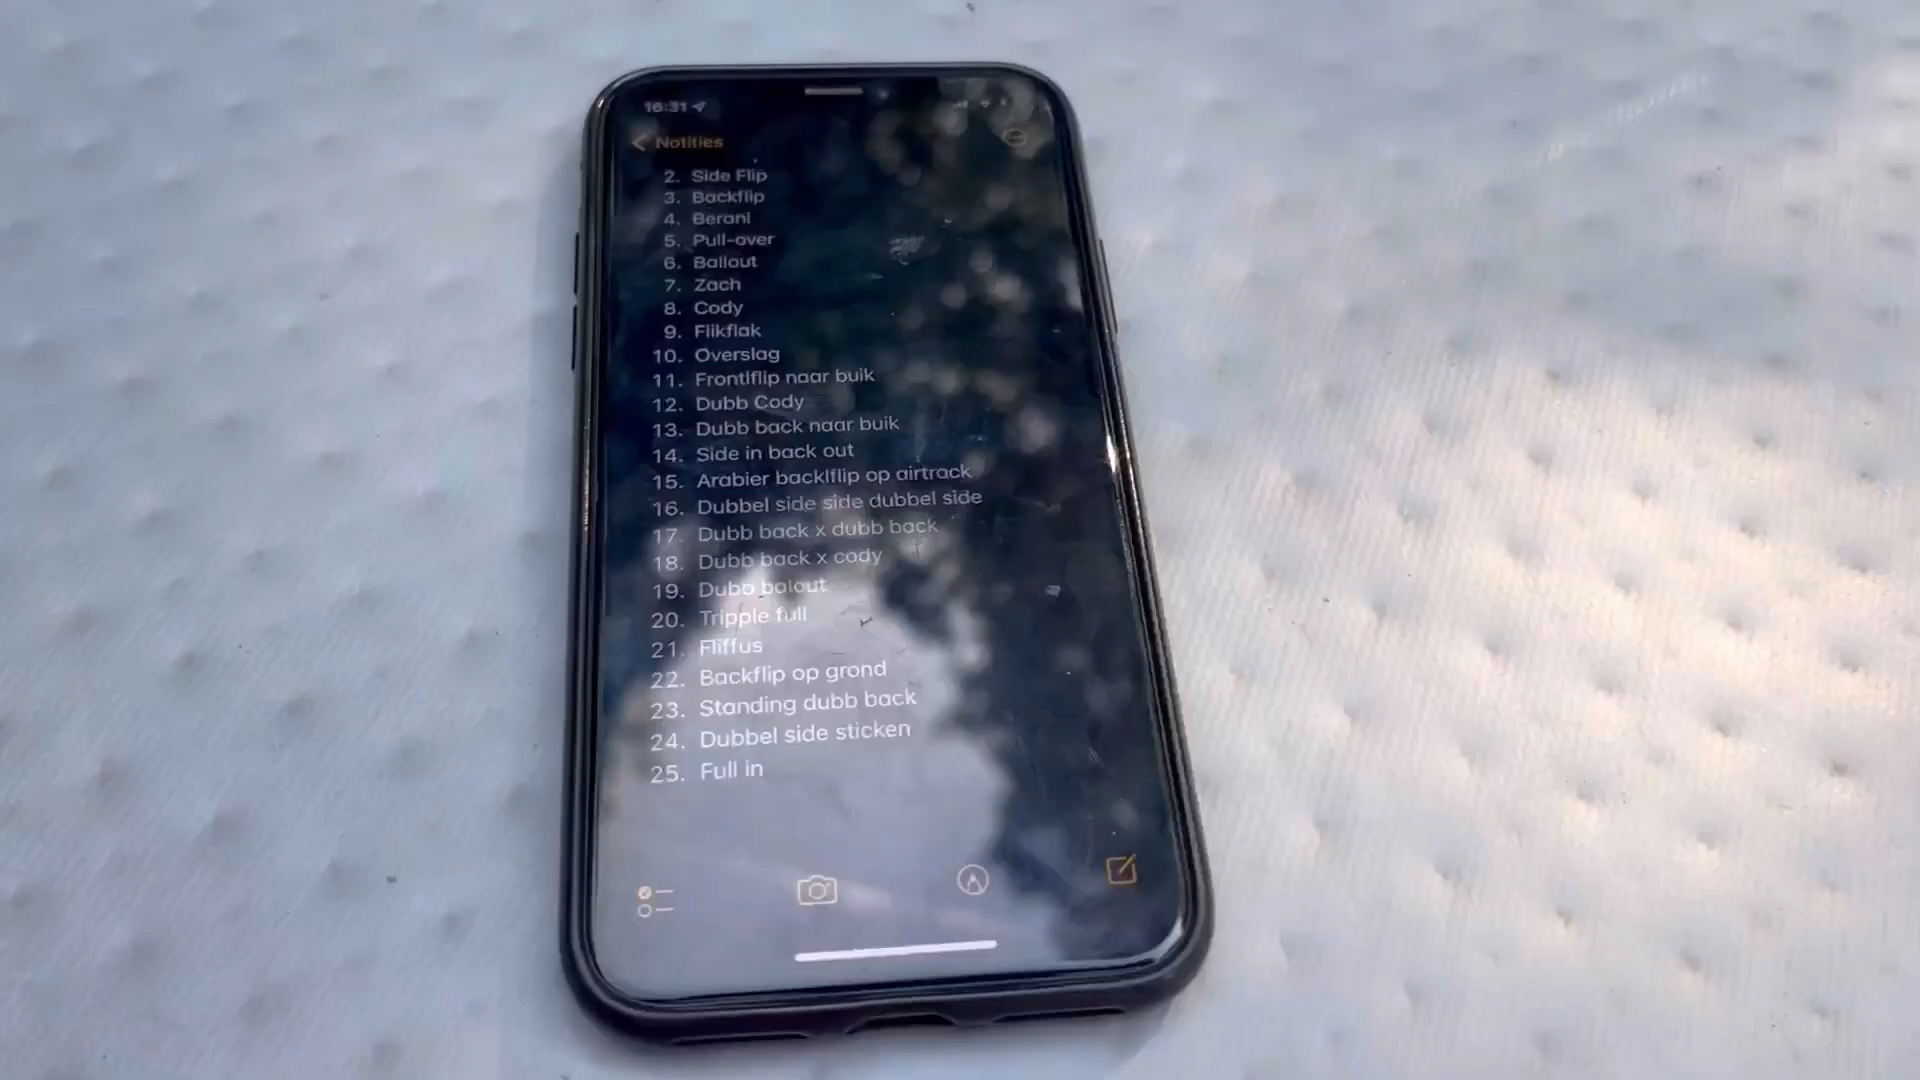 16:31
Notities
2. Side Flip
3. Backflip
4. Berani
5. Pull-over
6. Ballout
7. Zach
8. Cody
9. Flikflak
10. Overslag
11. Frontlflip naar buik
12. Dubb Cody
13. Dubb back naar buik
14. Side in back out
15. Arabier backlflip op airtrack
16. Dubbel side side dubbel side
17. Dubb back x dubb back
18. Dubb back x cody
19. Dubb balout
20. Tripple full
21. Fliffus
22. Backflip op grond
23. Standing dubb back
24. Dubbel side sticken
25. Full in